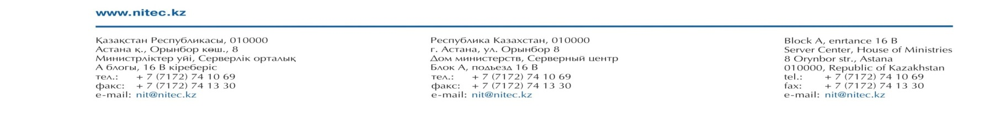 www.nitec.kz
Қазақстан Республикасы, 010000
Астана қ., Орынбор көш., 8
Министрліктер үйі, Серверлік орталық
А блогы, 16 В кіреберіс
тел.: + 7 (7172) 74 10 69
факс: + 7 (7172) 74 13 30
e-mail: nit@nitec.kz
Республика Казахстан, 010000
г. Астана, ул. Орынбор 8
Дом министерств, Серверный центр
Блок А, подъезд 16 В
тел.: + 7 (7172) 74 10 69
факс: + 7 (7172) 74 13 30
e-mail: nit@nitec.kz
Block A, enrtance 16 B
Server Center, House of Ministries
8 Orynbor str., Astana
010000, Republic of Kazakhstan
tel.: + 7 (7172) 74 10 69
fax: + 7 (7172) 74 13 30
e-mail: nit@nitec.kz